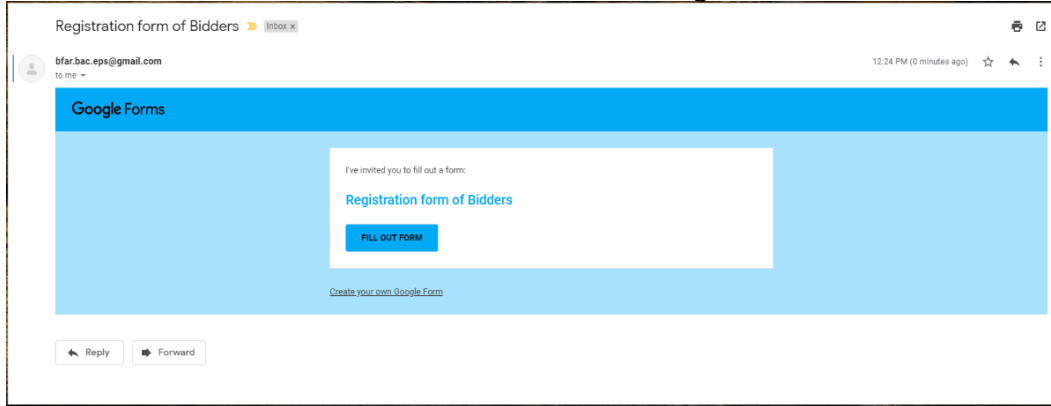 Registration form of Bidders Inbox x
bfar.bac.eps@gmail.com 12:24 PM (0 minutes ago)
to me
Google Forms
I've invited you to fill out a form:
Registration form of Bidders
FILL OUT FORM
Create your own Google Form
Reply Forward